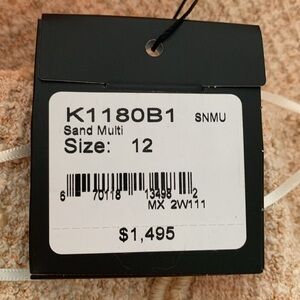 K1180B1 SNMU
Sand Multi
Size: 12
6 70118 13498 2
MX 2W111
$1,495